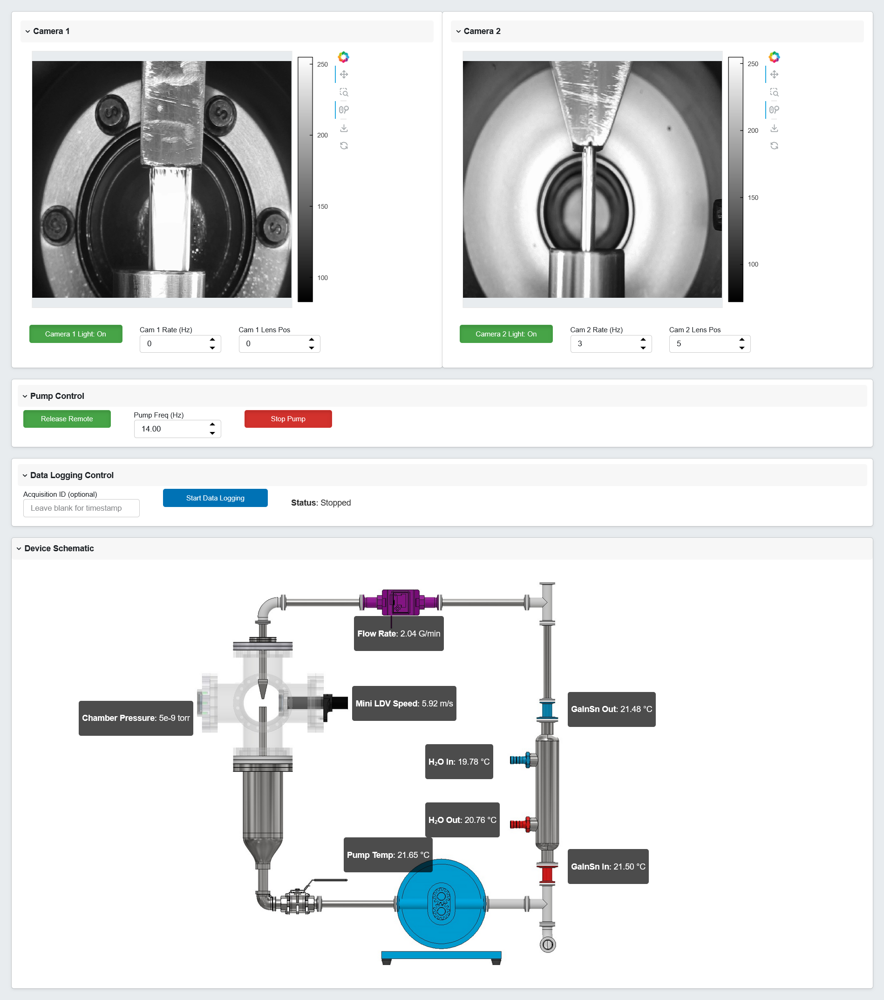 Camera 1
250
200
150
100
Camera 1 Light: On
Cam 1 Rate (Hz)
0
Cam 1 Lens Pos
0
Camera 2
250
200
150
100
Camera 2 Light: On
Cam 2 Rate (Hz)
3
Cam 2 Lens Pos
5
Pump Control
Release Remote
Pump Freq (Hz)
14.00
Stop Pump
Data Logging Control
Acquisition ID (optional)
Leave blank for timestamp
Start Data Logging
Status: Stopped
Device Schematic
Flow Rate: 2.04 G/min
Mini LDV Speed: 5.92 m/s
GaInSn Out: 21.48 °C
Chamber Pressure: 5e-9 torr
H₂O In: 19.78 °C
H₂O Out: 20.76 °C
Pump Temp: 21.65 °C
GaInSn In: 21.50 °C